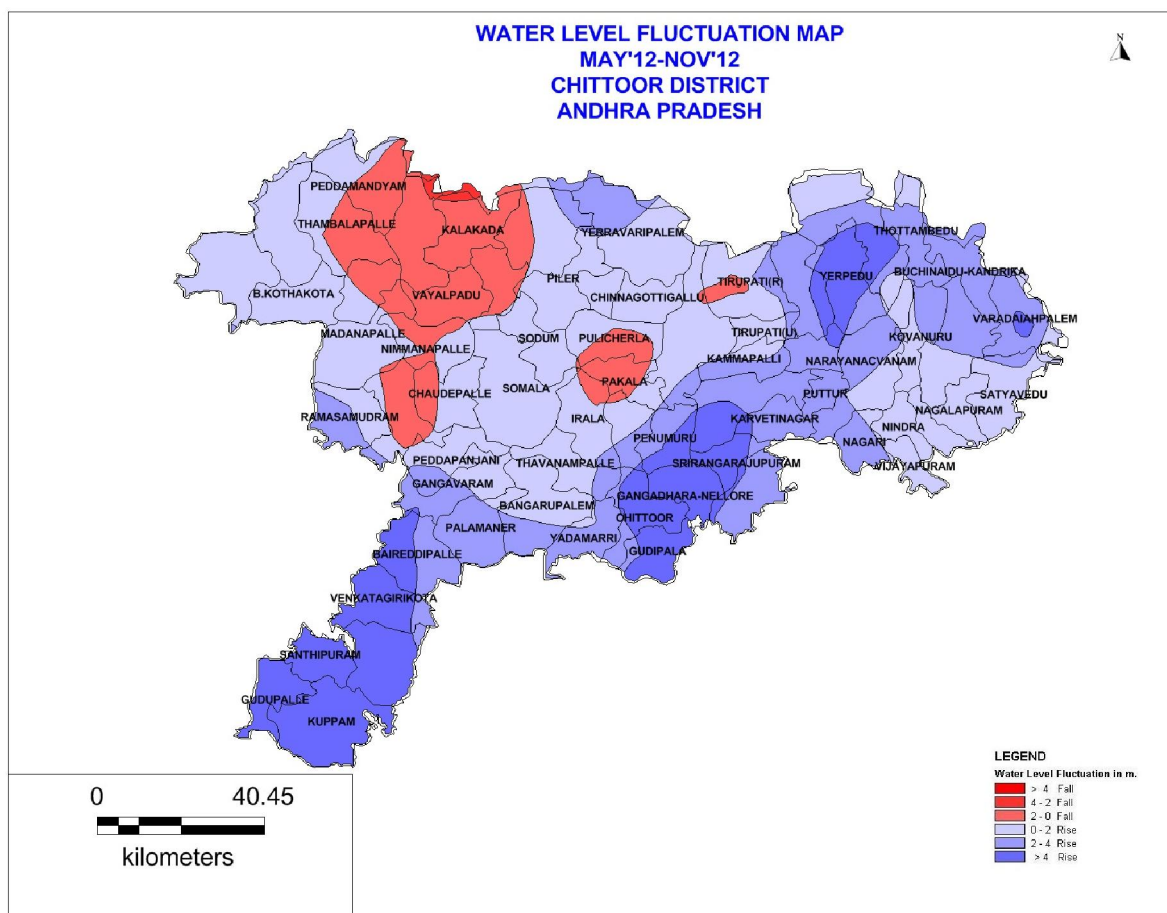 WATER LEVEL FLUCTUATION MAP
MAY'12-NOV'12
CHITTOOR DISTRICT
ANDHRA PRADESH
N
PEDDAMANDYAM
THAMBALAPALLE
KALAKADA
YERRAVARIPALEM
THOTTAMBEDU
B.KOTHAKOTA
VAYALPADU
PILER
CHINNAGOTTIGALLU
TIRUPATI(R)
YERPEDU
BUCHINAIDU-KANDRIKA
VARADAIAHPALEM
MADANAPALLE
NIMMANAPALLE
SODUM
PULICHERLA
TIRUPATI(U)
KOVANURU
KAMMAPALLI
NARAYANACVANAM
CHAUDEPALLE
SOMALA
PAKALA
PUTTUR
SATYAVEDU
RAMASAMUDRAM
IRALA
KARVETINAGAR
NAGALAPURAM
NINDRA
PENUMURU
NAGARI
PEDDAPANJANI
THAVANAMPALLE
SRIRANGARAJUPURAM
VIJAYAPURAM
GANGAVARAM
BANGARUPALEM
GANGADHARA-NELLORE
OHITTOOR
PALAMANER
YADAMARRI
GUDIPALA
BAIREDDIPALLE
VENKATAGIRIKOTA
SANTHIPURAM
GUDUPALLE
KUPPAM
LEGEND
Water Level Fluctuation in m.
> 4 Fall
4 - 2 Fall
2 - 0 Fall
0 - 2 Rise
2 - 4 Rise
> 4 Rise
0 40.45
kilometers